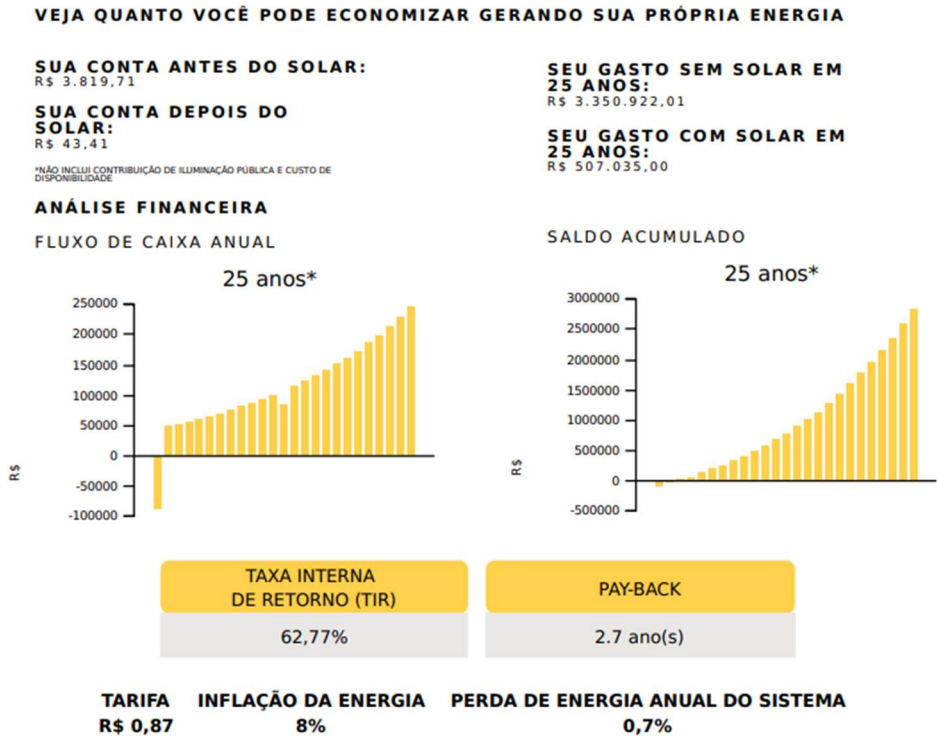 VEJA QUANTO VOCÊ PODE ECONOMIZAR GERANDO SUA PRÓPRIA ENERGIA
SUA CONTA ANTES DO SOLAR:
R$ 3.819,71
SUA CONTA DEPOIS DO
SOLAR:
R$ 43,41
*NÃO INCLUI CONTRIBUIÇÃO DE ILUMINAÇÃO PÚBLICA E CUSTO DE
DISPONIBILIDADE
SEU GASTO SEM SOLAR EM
25 ANOS:
R$ 3.350.922,01
SEU GASTO COM SOLAR EM
25 ANOS:
R$ 507.035,00
ANÁLISE FINANCEIRA
FLUXO DE CAIXA ANUAL
25 anos*
250000
200000
150000
100000
50000
0
-50000
-100000
R$
SALDO ACUMULADO
25 anos*
3000000
2500000
2000000
1500000
1000000
500000
0
-500000
R$
TAXA INTERNA
DE RETORNO (TIR)
62,77%
PAY-BACK
2.7 ano(s)
TARIFA
R$ 0,87
INFLAÇÃO DA ENERGIA
8%
PERDA DE ENERGIA ANUAL DO SISTEMA
0,7%